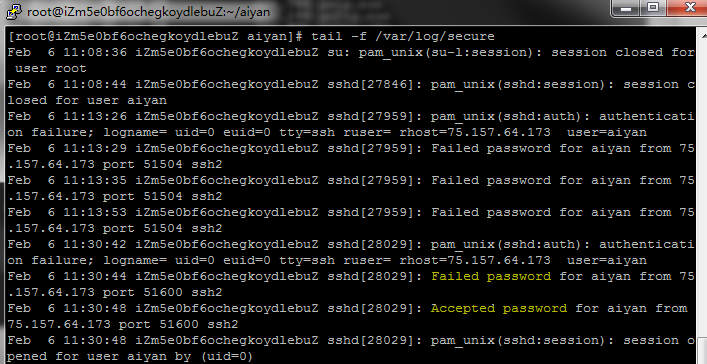 root@iZm5e0bf6ochegkoydlebuZ:~/aiyan
[root@iZm5e0bf6ochegkoydlebuZ aiyan]# tail -f /var/log/secure
Feb  6 11:08:36 iZm5e0bf6ochegkoydlebuZ su: pam_unix(su-l:session): session closed for
 user root
Feb  6 11:08:44 iZm5e0bf6ochegkoydlebuZ sshd[27846]: pam_unix(sshd:session): session c
losed for user aiyan
Feb  6 11:13:26 iZm5e0bf6ochegkoydlebuZ sshd[27959]: pam_unix(sshd:auth): authenticati
on failure; logname= uid=0 euid=0 tty=ssh ruser= rhost=75.157.64.173  user=aiyan
Feb  6 11:13:29 iZm5e0bf6ochegkoydlebuZ sshd[27959]: Failed password for aiyan from 75
.157.64.173 port 51504 ssh2
Feb  6 11:13:35 iZm5e0bf6ochegkoydlebuZ sshd[27959]: Failed password for aiyan from 75
.157.64.173 port 51504 ssh2
Feb  6 11:13:53 iZm5e0bf6ochegkoydlebuZ sshd[27959]: Failed password for aiyan from 75
.157.64.173 port 51504 ssh2
Feb  6 11:30:42 iZm5e0bf6ochegkoydlebuZ sshd[28029]: pam_unix(sshd:auth): authenticati
on failure; logname= uid=0 euid=0 tty=ssh ruser= rhost=75.157.64.173  user=aiyan
Feb  6 11:30:44 iZm5e0bf6ochegkoydlebuZ sshd[28029]: Failed password for aiyan from 75
.157.64.173 port 51600 ssh2
Feb  6 11:30:48 iZm5e0bf6ochegkoydlebuZ sshd[28029]: Accepted password for aiyan from
75.157.64.173 port 51600 ssh2
Feb  6 11:30:48 iZm5e0bf6ochegkoydlebuZ sshd[28029]: pam_unix(sshd:session): session o
pened for user aiyan by (uid=0)